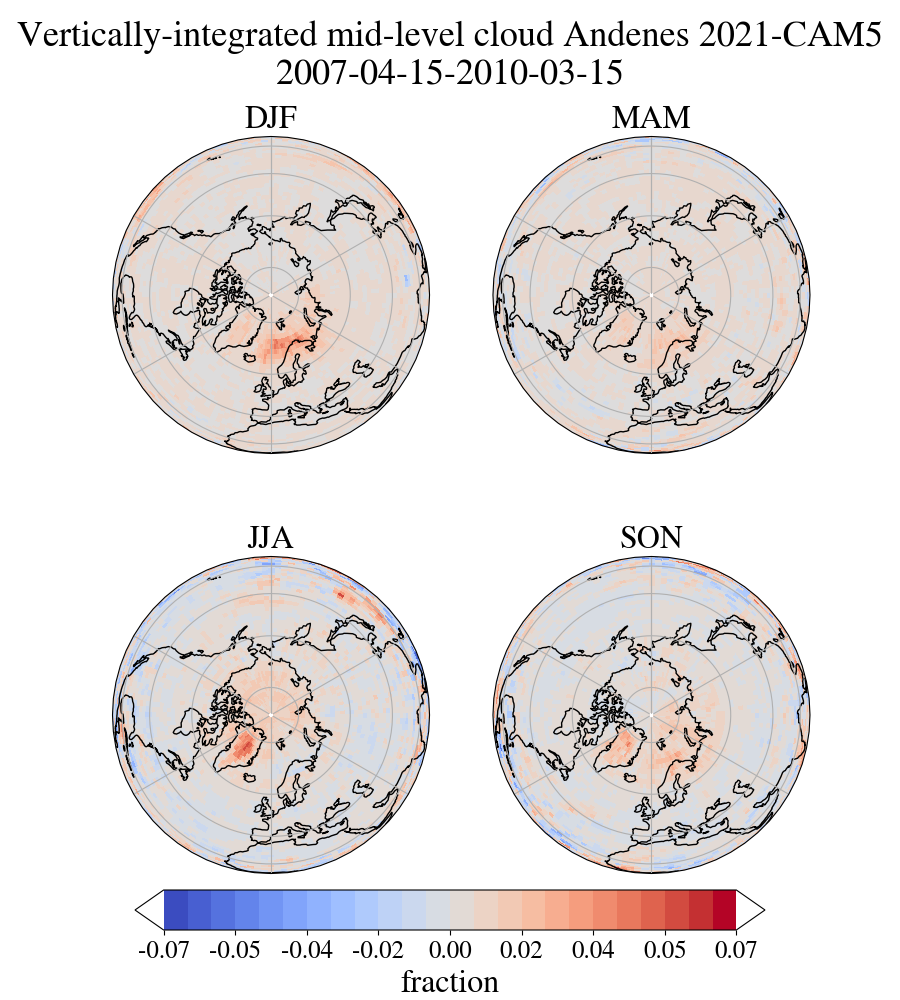 Vertically-integrated mid-level cloud Andenes 2021-CAM5
2007-04-15-2010-03-15
DJF
MAM
JJA
SON
-0.07 -0.05 -0.04 -0.02 0.00 0.02 0.04 0.05 0.07
fraction